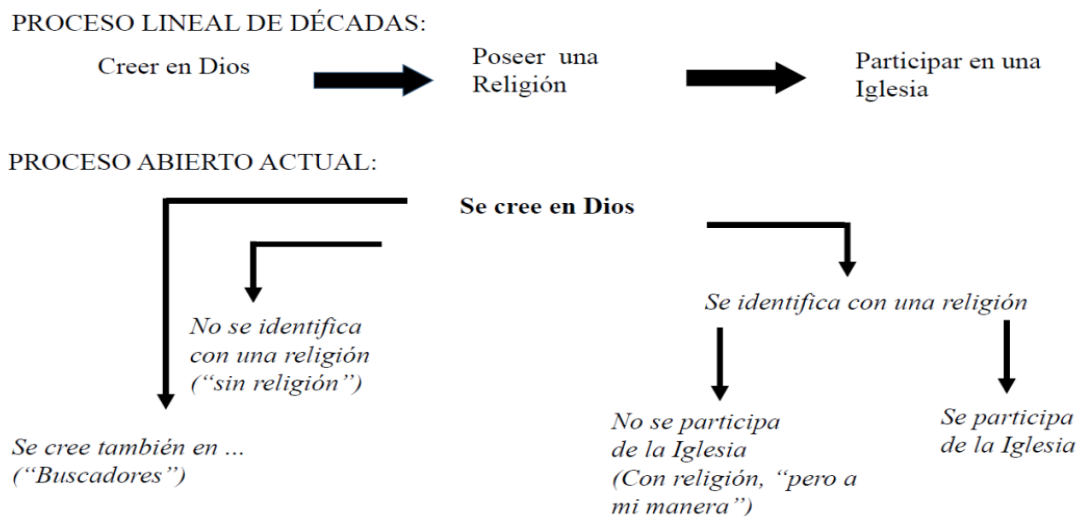 PROCESO LINEAL DE DÉCADAS:
Creer en Dios
Poseer una
Religión
Participar en una
Iglesia
PROCESO ABIERTO ACTUAL:
Se cree en Dios
No se identifica
con una religión
(“sin religión”)
Se cree también en ...
(“Buscadores”)
Se identifica con una religión
No se participa
de la Iglesia
(Con religión, “pero a
mi manera”)
Se participa
de la Iglesia